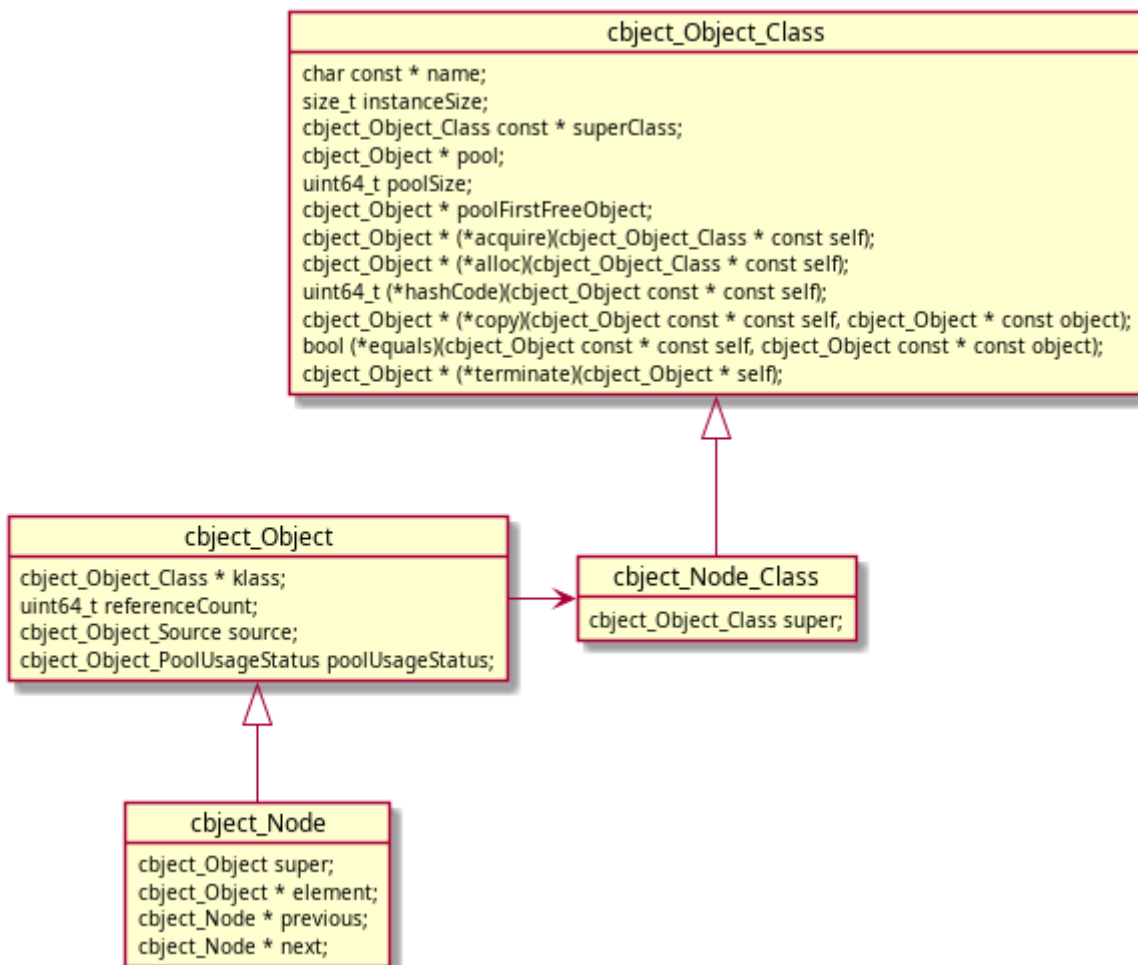 cbject_Object_Class
char const * name;
size_t instanceSize;
cbject_Object_Class const * superClass;
cbject_Object * pool;
uint64_t poolSize;
cbject_Object * poolFirstFreeObject;
cbject_Object * (*acquire)(cbject_Object_Class * const self);
cbject_Object * (*alloc)(cbject_Object_Class * const self);
uint64_t (*hashCode)(cbject_Object const * const self);
cbject_Object * (*copy)(cbject_Object const * const self, cbject_Object * const object);
bool (*equals)(cbject_Object const * const self, cbject_Object const * const object);
cbject_Object * (*terminate)(cbject_Object * self);
cbject_Object
cbject_Object_Class * klass;
uint64_t referenceCount;
cbject_Object_Source source;
cbject_Object_PoolUsageStatus poolUsageStatus;
cbject_Node_Class
cbject_Object_Class super;
cbject_Node
cbject_Object super;
cbject_Object * element;
cbject_Node * previous;
cbject_Node * next;